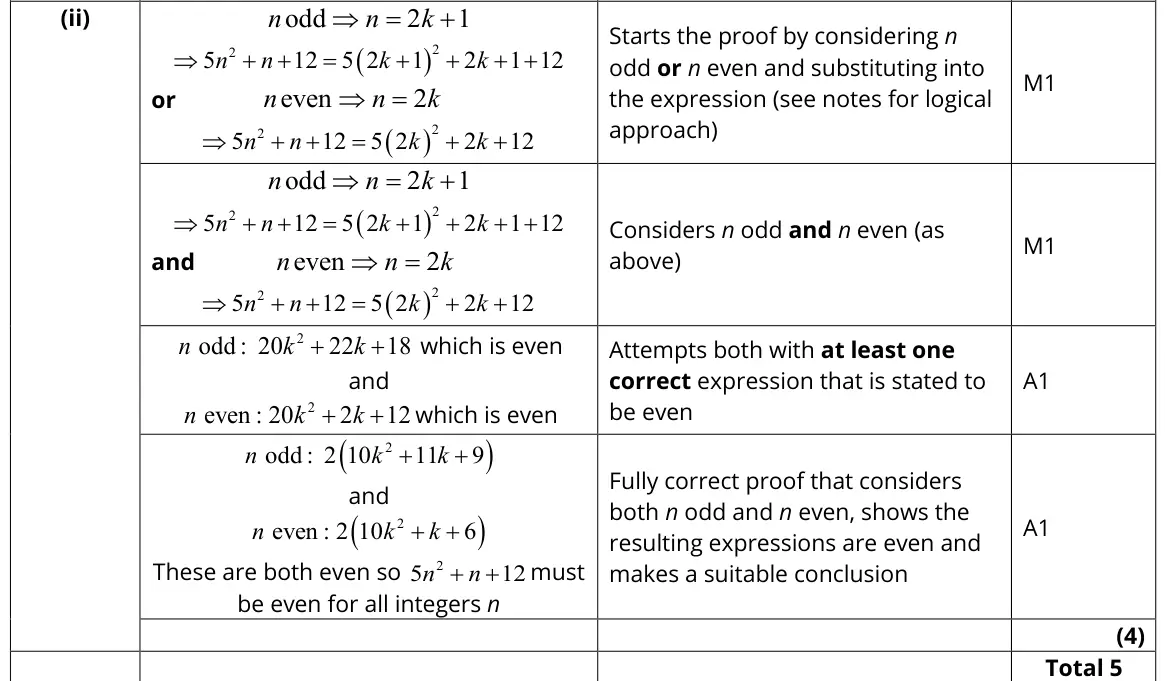 (ii)
n odd ⇒ n = 2k + 1
⇒ 5n² + n + 12 = 5(2k + 1)² + 2k + 1 + 12
or n even ⇒ n = 2k
⇒ 5n² + n + 12 = 5(2k)² + 2k + 12
Starts the proof by considering n
odd or n even and substituting into
the expression (see notes for logical
approach)
M1
n odd ⇒ n = 2k + 1
⇒ 5n² + n + 12 = 5(2k + 1)² + 2k + 1 + 12
and n even ⇒ n = 2k
⇒ 5n² + n + 12 = 5(2k)² + 2k + 12
Considers n odd and n even (as
above)
M1
n odd : 20k² + 22k + 18 which is even
and
n even : 20k² + 2k + 12 which is even
Attempts both with at least one
correct expression that is stated to
be even
A1
n odd : 2(10k² + 11k + 9)
and
n even : 2(10k² + k + 6)
These are both even so 5n² + n + 12 must
be even for all integers n
Fully correct proof that considers
both n odd and n even, shows the
resulting expressions are even and
makes a suitable conclusion
A1
(4)
Total 5